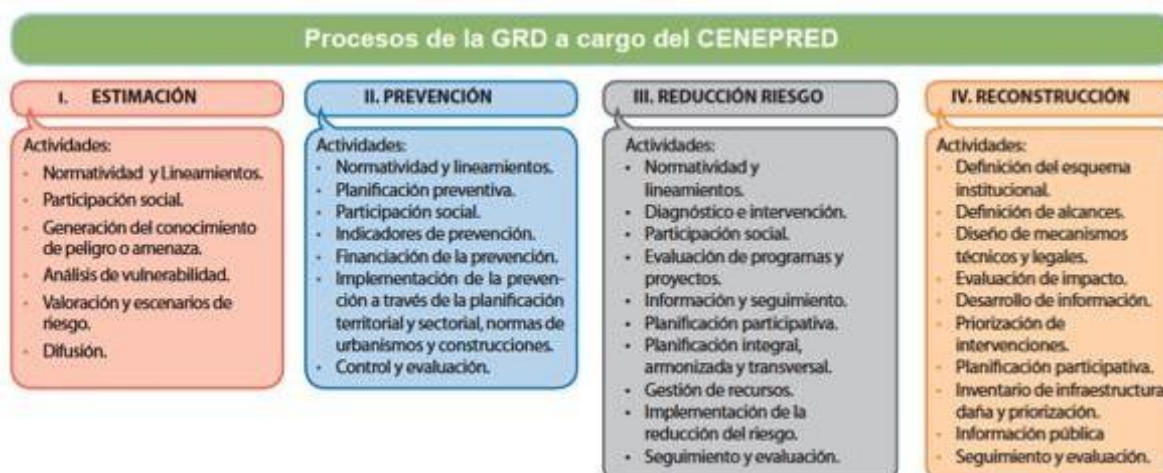 Procesos de la GRD a cargo del CENEPRED
I. ESTIMACIÓN
Actividades:
· Normatividad y Lineamientos.
· Participación social.
· Generación del conocimiento
de peligro o amenaza.
· Análisis de vulnerabilidad.
· Valoración y escenarios de
riesgo.
· Difusión.
II. PREVENCIÓN
Actividades:
· Normatividad y lineamientos.
· Planificación preventiva.
· Participación social.
· Indicadores de prevención.
· Financiación de la prevención.
· Implementación de la preven-
ción a través de la planificación
territorial y sectorial, normas de
urbanismos y construcciones.
· Control y evaluación.
III. REDUCCIÓN RIESGO
Actividades:
• Normatividad y
lineamientos.
• Diagnóstico e intervención.
• Participación social.
• Evaluación de programas y
proyectos.
• Información y seguimiento.
• Planificación participativa.
• Planificación integral,
armonizada y transversal.
• Gestión de recursos.
• Implementación de la
reducción del riesgo.
• Seguimiento y evaluación.
IV. RECONSTRUCCIÓN
Actividades:
· Definición del esquema
institucional.
· Definición de alcances.
· Diseño de mecanismos
técnicos y legales.
· Evaluación de impacto.
· Desarrollo de información.
· Priorización de
intervenciones.
· Planificación participativa.
· Inventario de infraestructura
daña y priorización.
· Información pública
· Seguimiento y evaluación.